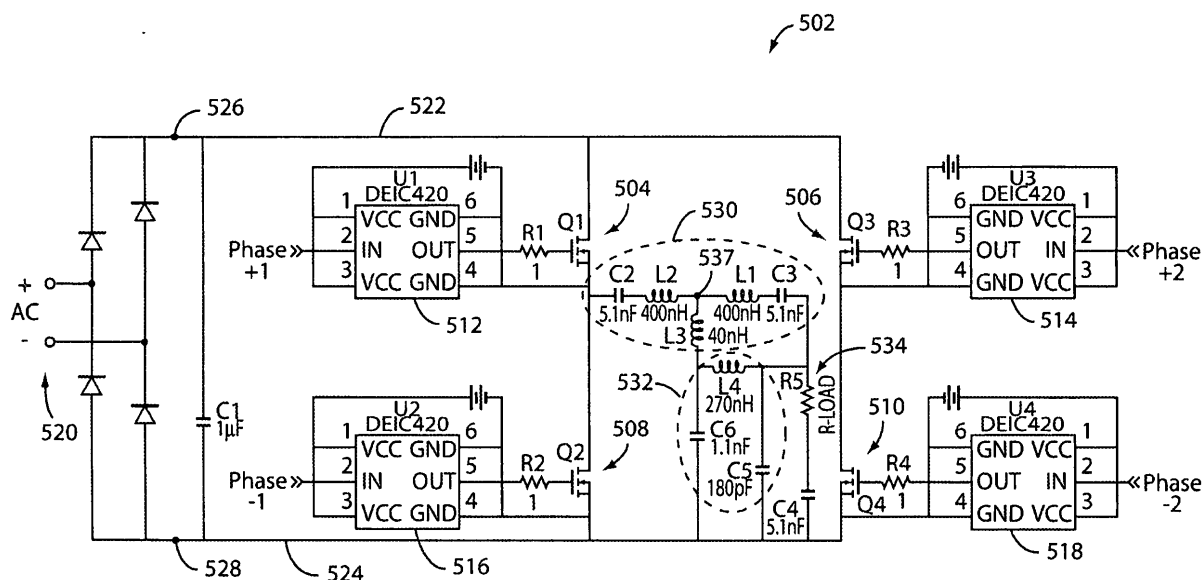 502
526
522
U1
DEIC420
1 VCC GND 6
2 IN OUT 5
3 VCC GND 4
Phase
+1
R1
1
Q1
504
512
530
537
506
Q3
R3
1
U3
DEIC420
6 GND VCC 1
5 OUT IN 2
4 GND VCC 3
Phase
+2
514
+
AC
-
520
C1
1µF
C2
5.1nF
L2
400nH
L1
400nH
C3
5.1nF
L3
40nH
534
532
L4
270nH
R5
R-LOAD
C6
1.1nF
C5
180pF
C4
5.1nF
U2
DEIC420
1 VCC GND 6
2 IN OUT 5
3 VCC GND 4
Phase
-1
R2
1
Q2
508
516
510
Q4
R4
1
U4
DEIC420
6 GND VCC 1
5 OUT IN 2
4 GND VCC 3
Phase
-2
518
528
524